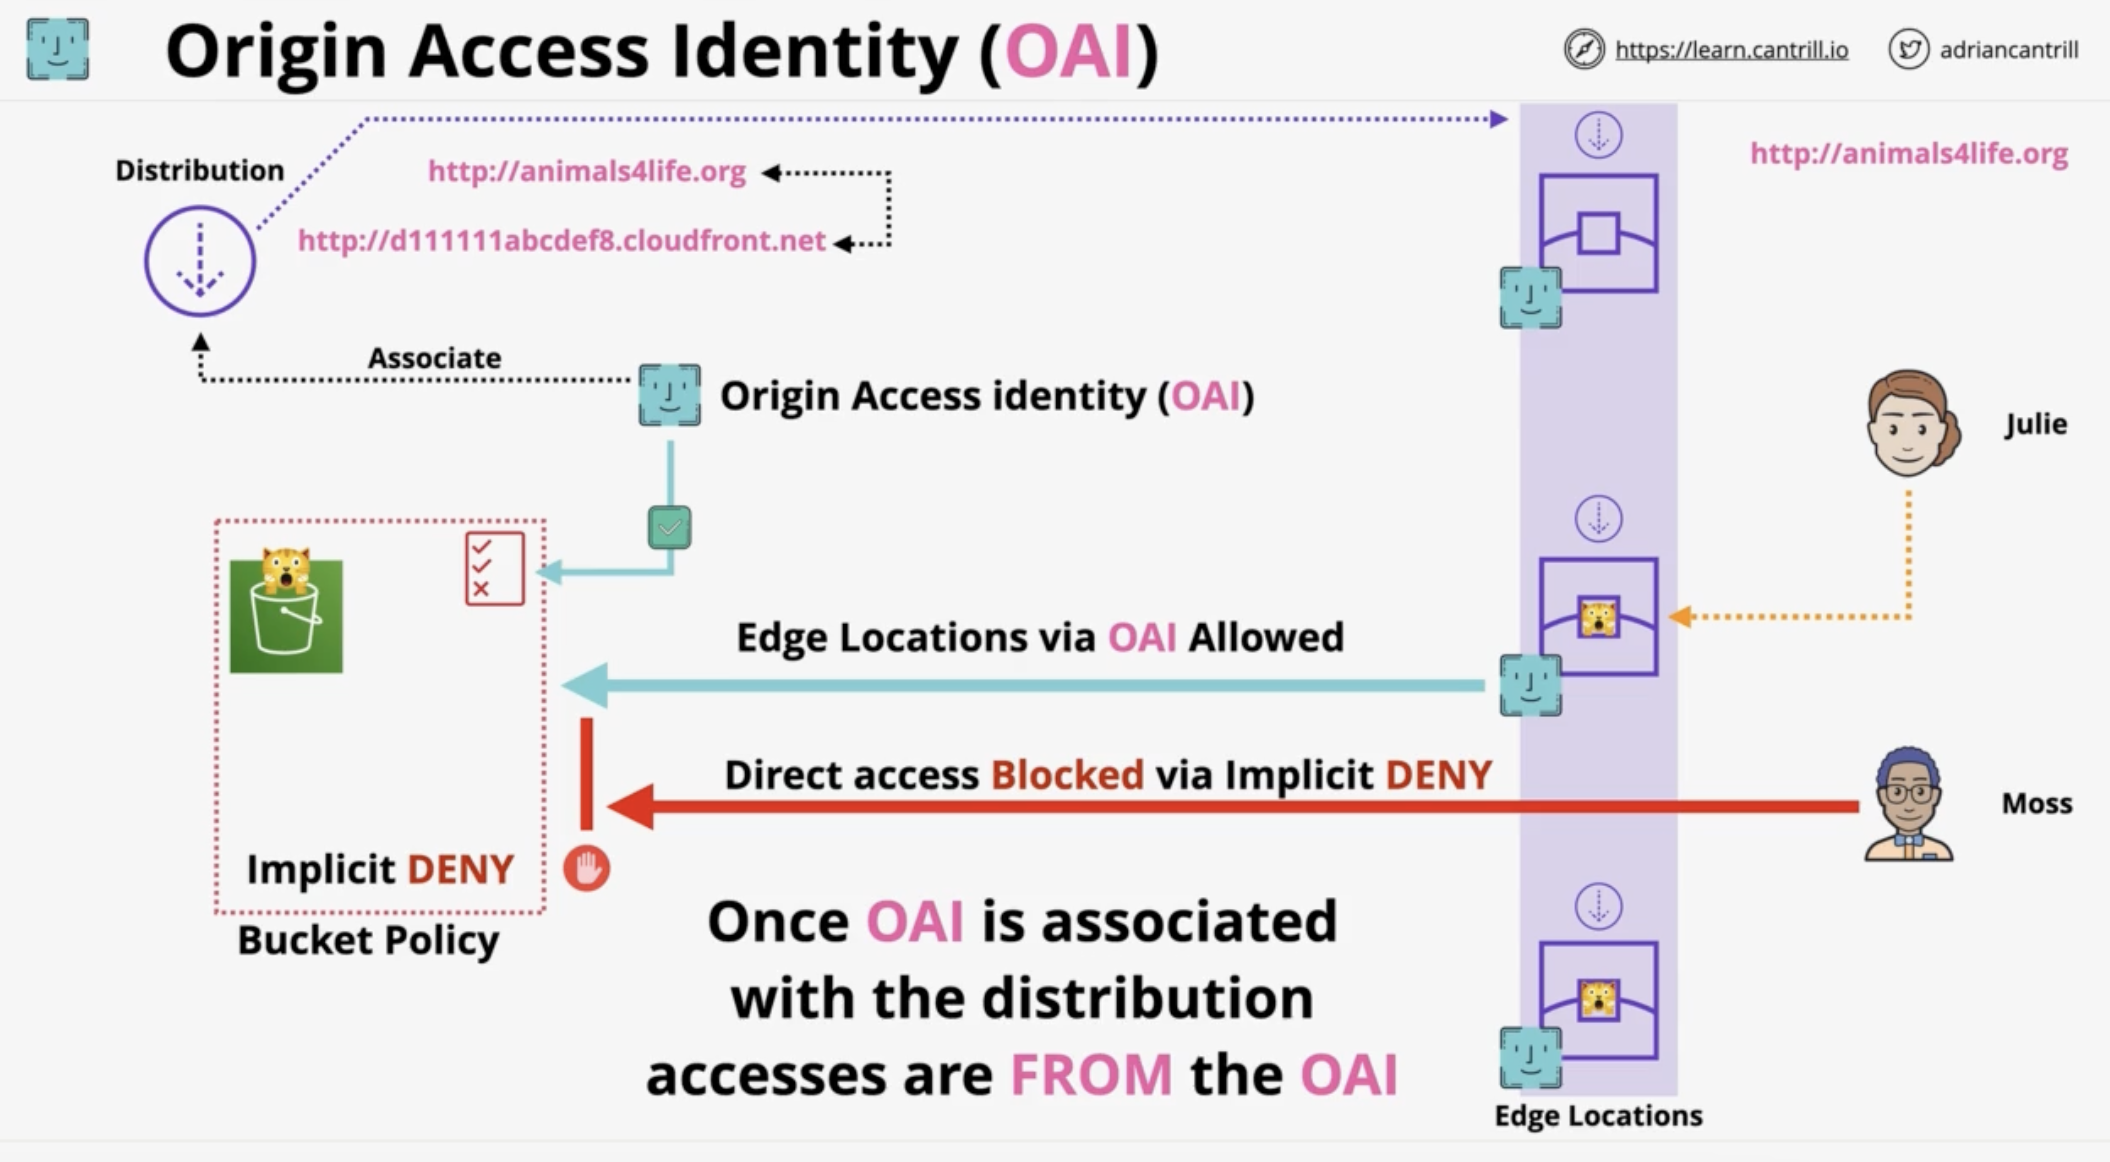 Origin Access Identity (OAI)
https://learn.cantrill.io
adriancantrill
Distribution
http://animals4life.org
http://d111111abcdef8.cloudfront.net
http://animals4life.org
Associate
Origin Access identity (OAI)
Julie
Edge Locations via OAI Allowed
Direct access Blocked via Implicit DENY
Moss
Implicit DENY
Bucket Policy
Once OAI is associated
with the distribution
accesses are FROM the OAI
Edge Locations